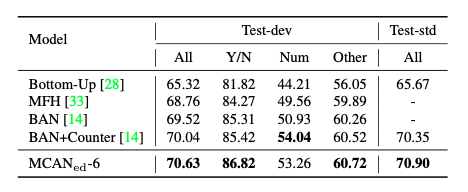 Model Test-dev Test-std
All Y/N Num Other All
Bottom-Up [28] 65.32 81.82 44.21 56.05 65.67
MFH [33] 68.76 84.27 49.56 59.89 -
BAN [14] 69.52 85.31 50.93 60.26 -
BAN+Counter [14] 70.04 85.42 54.04 60.52 70.35
MCANed-6 70.63 86.82 53.26 60.72 70.90